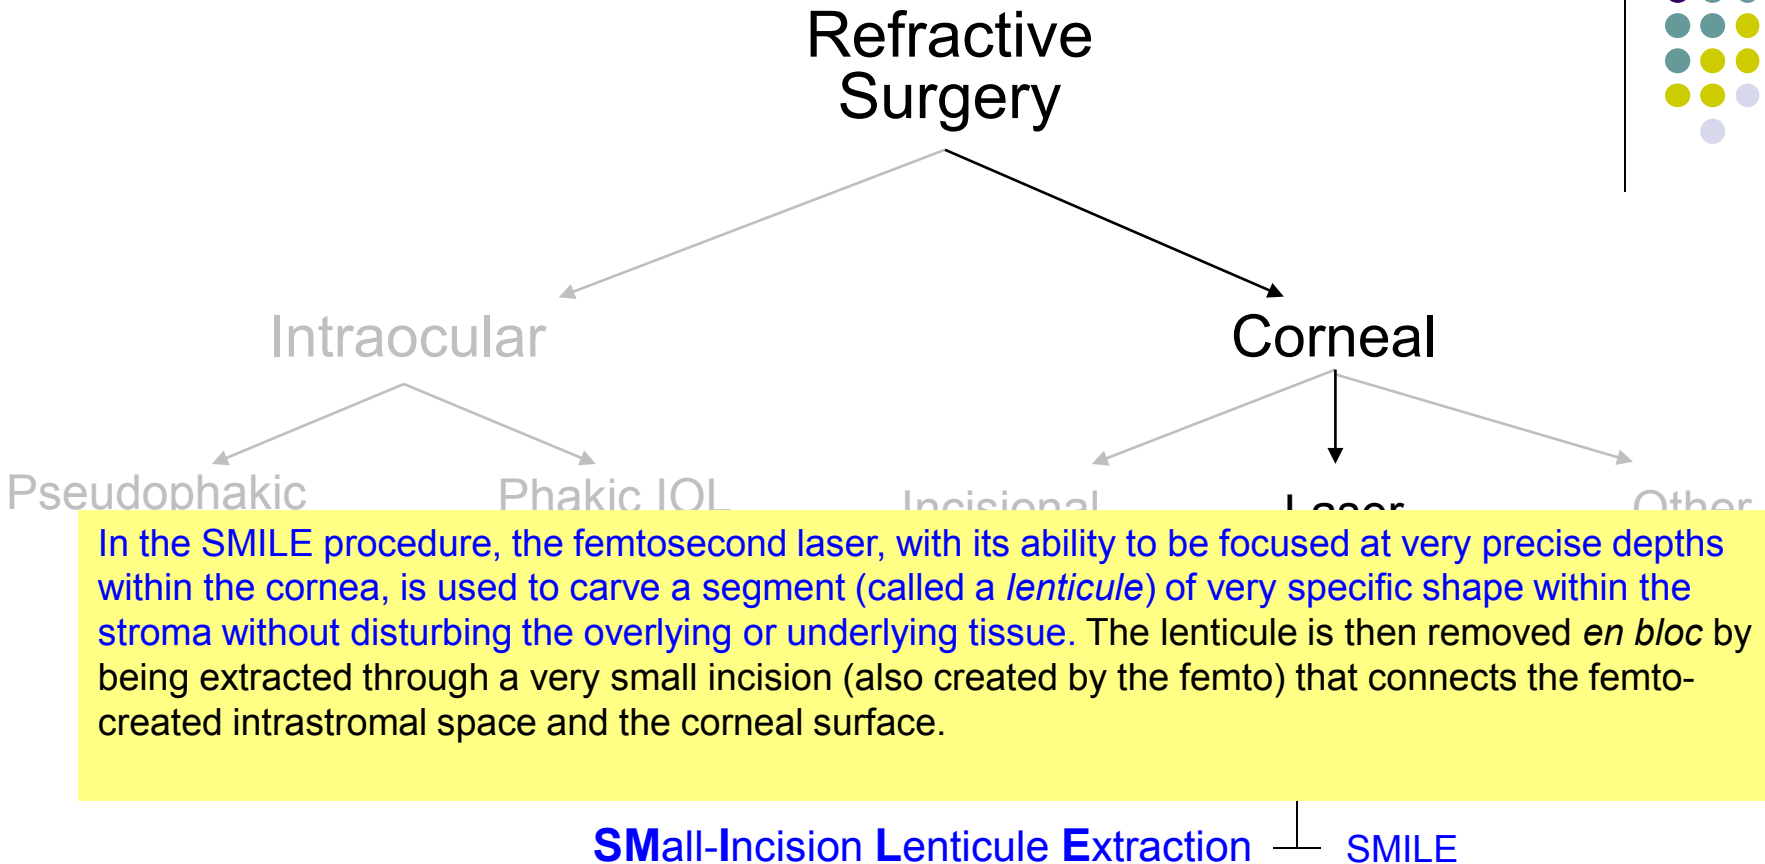 Refractive
Surgery
Intraocular
Corneal
Pseudophakic
Phakic IOL
Incisional
Laser
Other
In the SMILE procedure, the femtosecond laser, with its ability to be focused at very precise depths
within the cornea, is used to carve a segment (called a lenticule) of very specific shape within the
stroma without disturbing the overlying or underlying tissue. The lenticule is then removed en bloc by
being extracted through a very small incision (also created by the femto) that connects the femto-
created intrastromal space and the corneal surface.
SMall-Incision Lenticule Extraction
SMILE